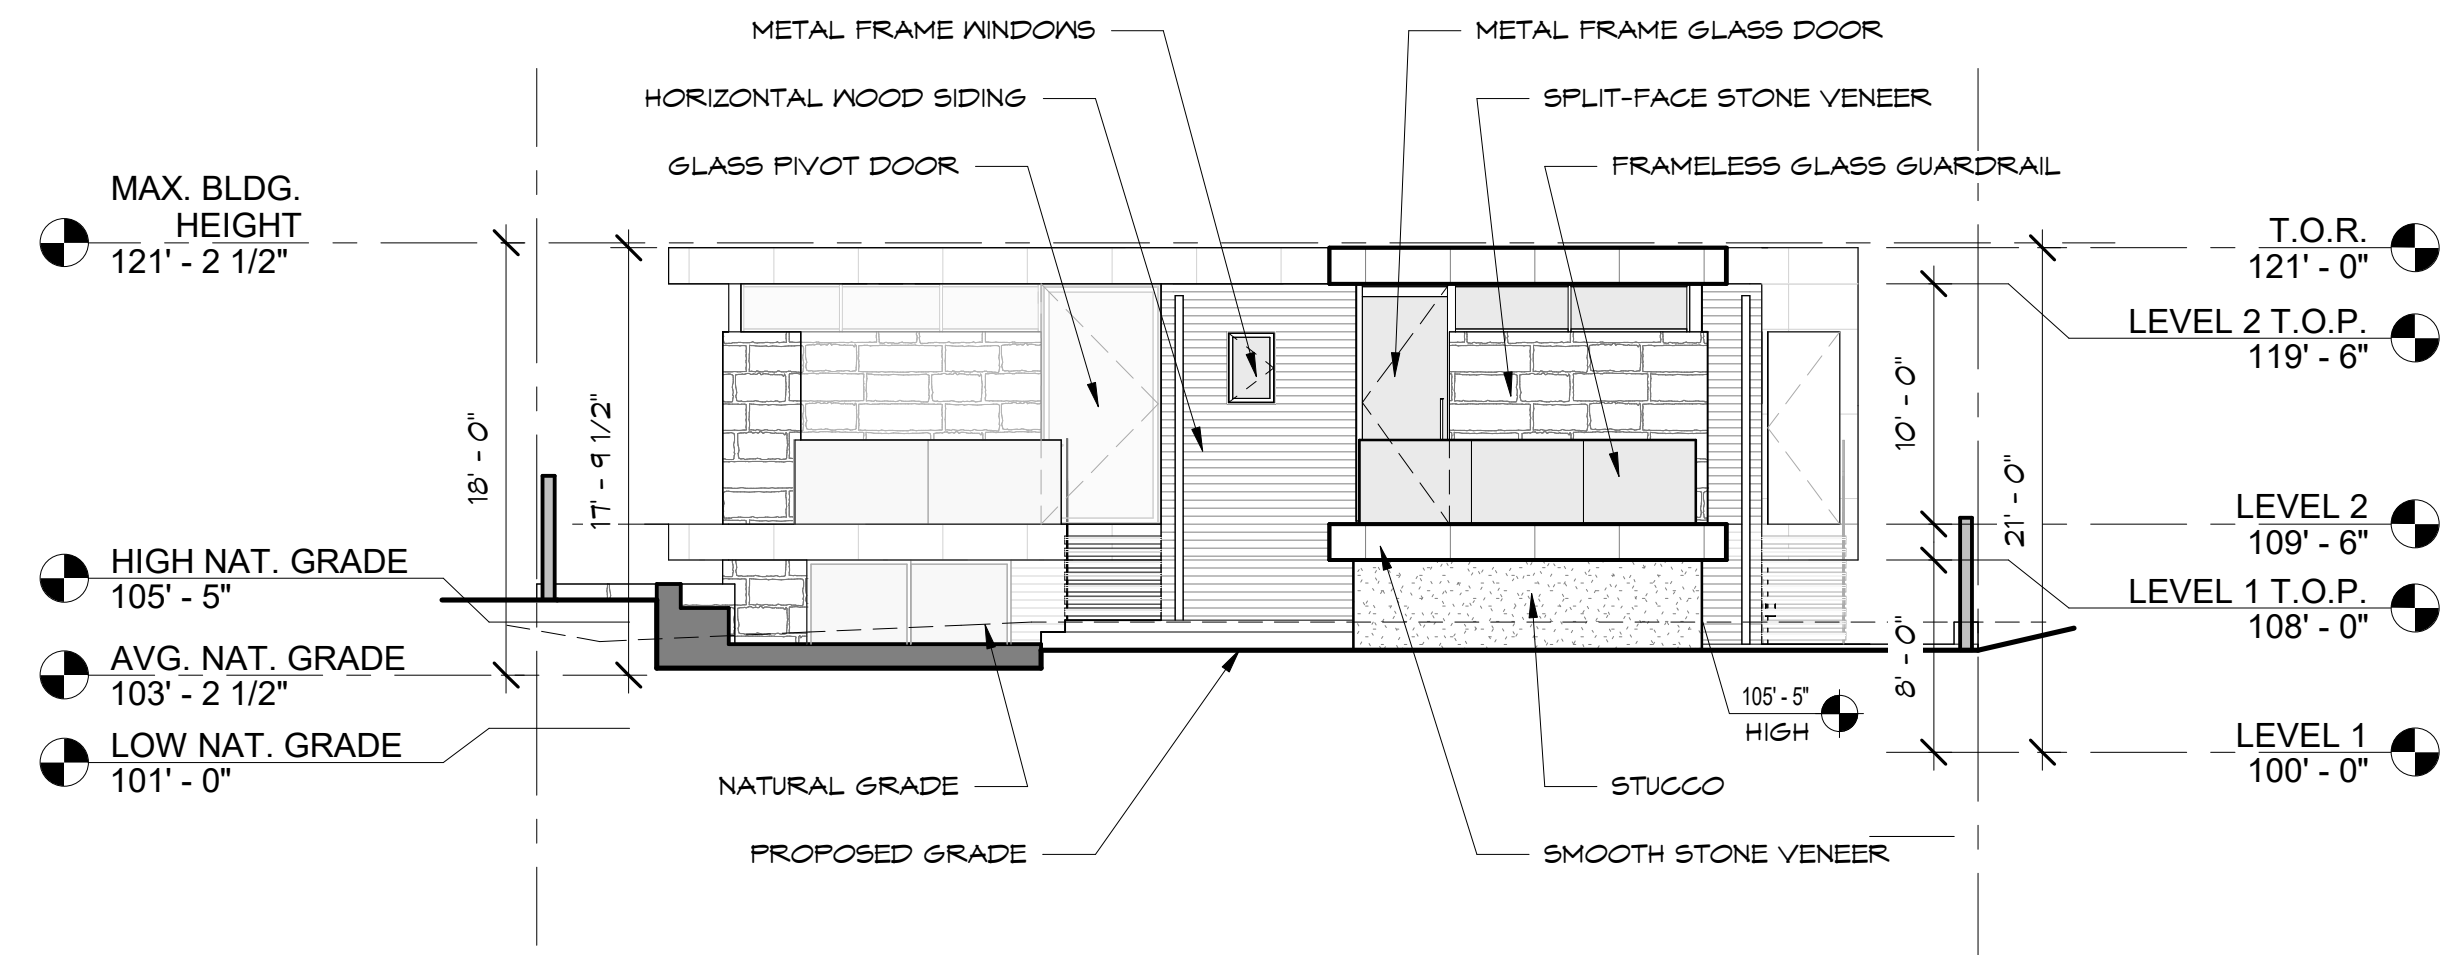 METAL FRAME WINDOWS
METAL FRAME GLASS DOOR
HORIZONTAL WOOD SIDING
SPLIT-FACE STONE VENEER
GLASS PIVOT DOOR
FRAMELESS GLASS GUARDRAIL
MAX. BLDG.
HEIGHT
121' - 2 1/2"
T.O.R.
121' - 0"
LEVEL 2 T.O.P.
119' - 6"
18' - 0"
17' - 9 1/2"
10' - 0"
21' - 0"
LEVEL 2
109' - 6"
HIGH NAT. GRADE
105' - 5"
LEVEL 1 T.O.P.
108' - 0"
AVG. NAT. GRADE
103' - 2 1/2"
8' - 0"
105' - 5"
HIGH
LOW NAT. GRADE
101' - 0"
LEVEL 1
100' - 0"
NATURAL GRADE
STUCCO
PROPOSED GRADE
SMOOTH STONE VENEER